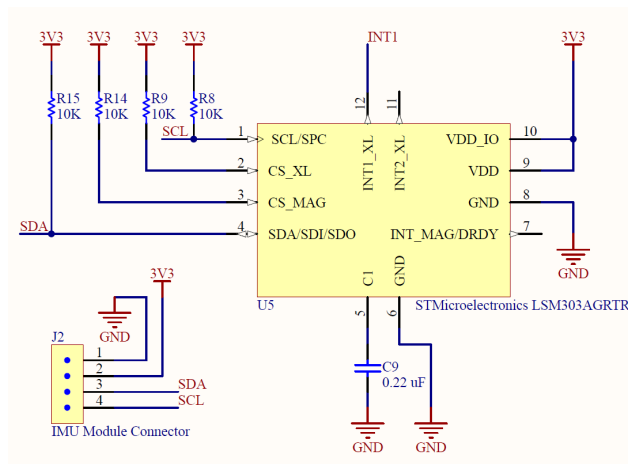 3V3 3V3 3V3 3V3 INT1 3V3
R15 R14 R9 R8
10K 10K 10K 10K
12 11
SCL 1 SCL/SPC INT1_XL INT2_XL VDD_IO 10
2 CS_XL VDD 9
3 CS_MAG GND 8
SDA 4 SDA/SDI/SDO INT_MAG/DRDY 7
C1 GND
GND
3V3
U5 STMicroelectronics LSM303AGRTR
5 6
GND
J2
1
2
3 SDA
4 SCL
IMU Module Connector
C9
0.22 uF
GND GND